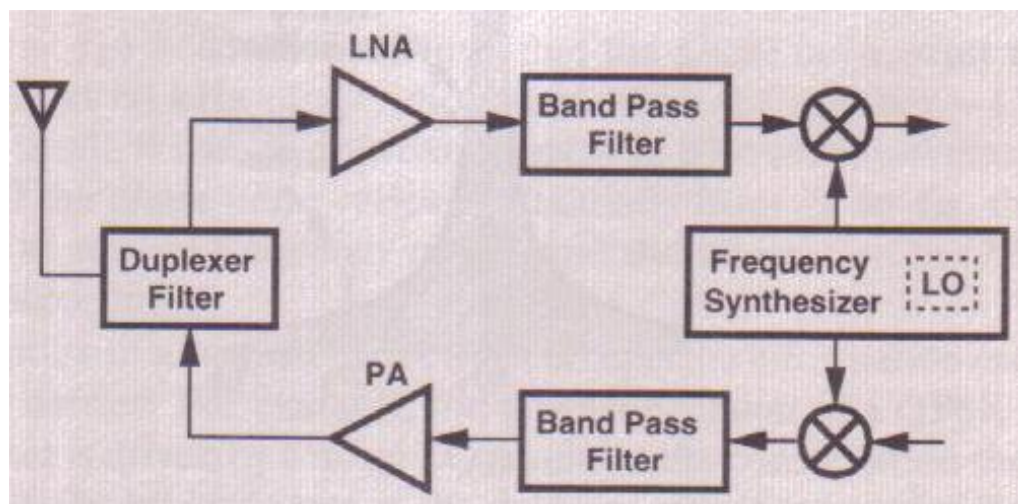 LNA
Band Pass
Filter
Duplexer
Filter
Frequency
Synthesizer
LO
PA
Band Pass
Filter